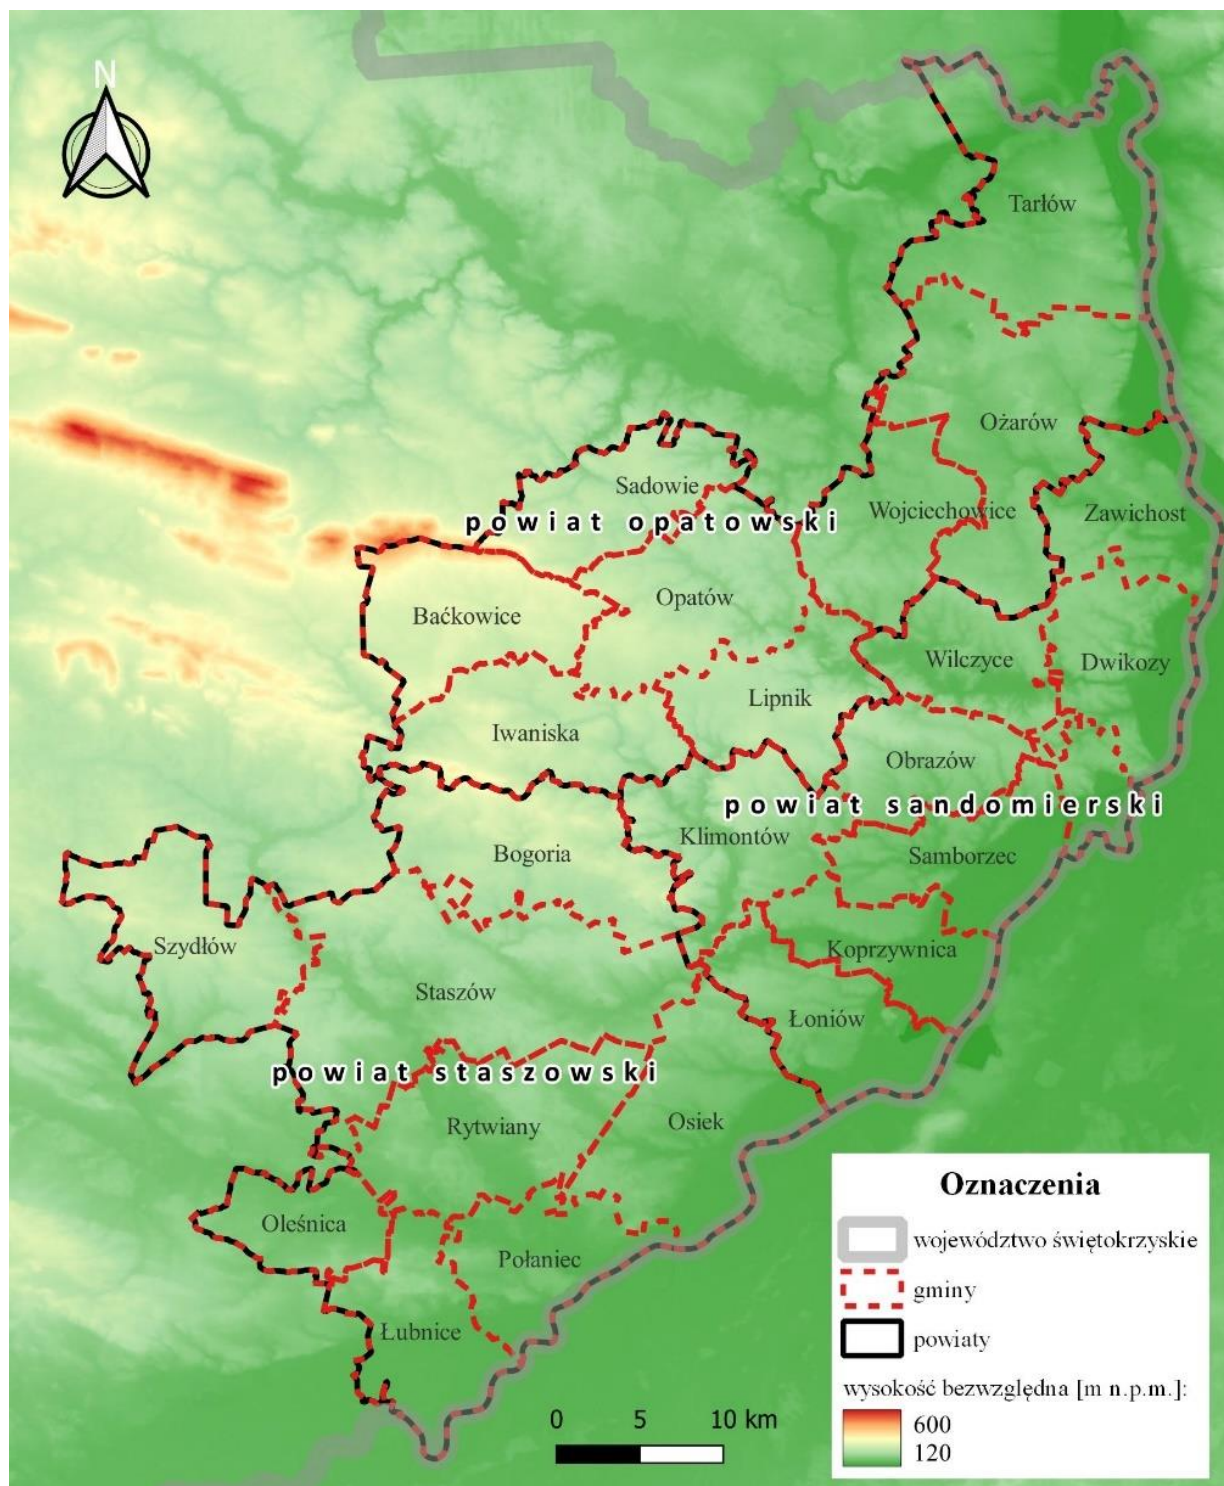 N
Tarłów
Ożarów
Sadowie
Wojciechowice
Zawichost
powiat opatowski
Opatów
Baćkowice
Wilczyce
Dwikozy
Lipnik
Iwaniska
Obrazów
powiat sandomierski
Klimontów
Bogoria
Samborzec
Szydłów
Koprzywnica
Staszów
Łoniów
powiat staszowski
Rytwiany
Osiek
Oleśnica
Połaniec
Łubnice
Oznaczenia
województwo świętokrzyskie
gminy
powiaty
wysokość bezwzględna [m n.p.m.]:
600
120
0 5 10 km